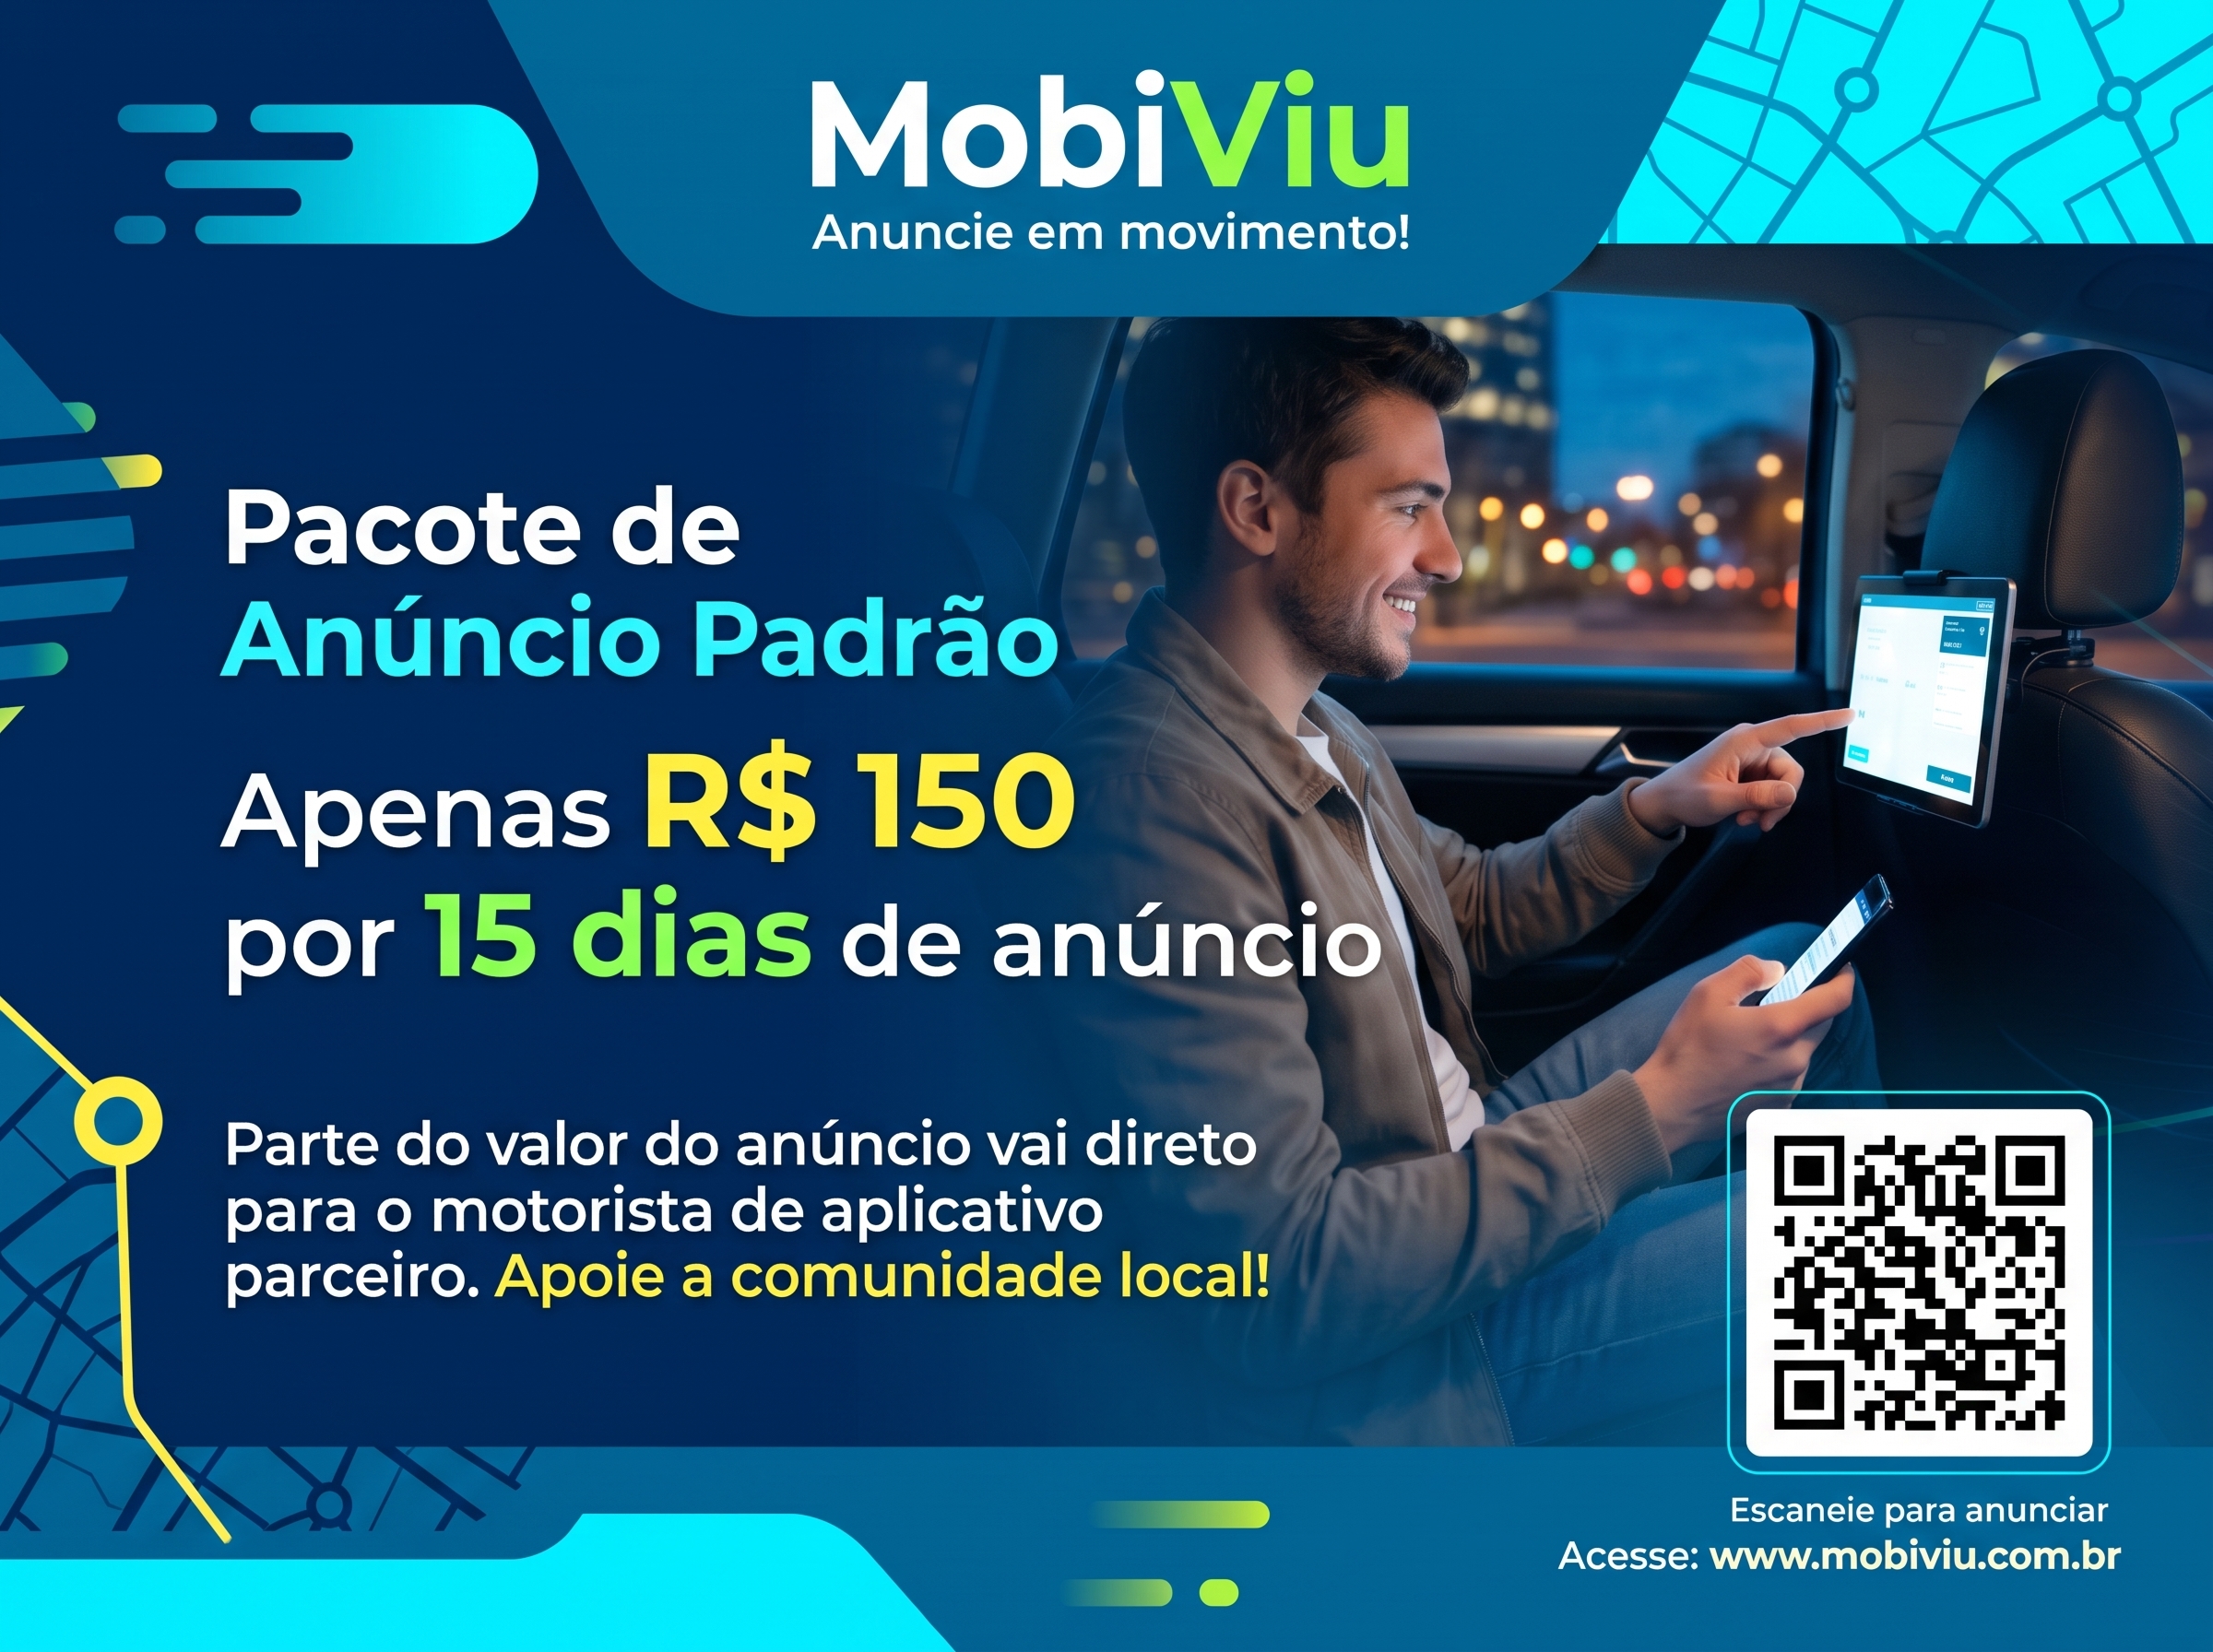 MobiViu
Anuncie em movimento!
Pacote de
Anúncio Padrão
Apenas R$ 150
por 15 dias de anúncio
Parte do valor do anúncio vai direto
para o motorista de aplicativo
parceiro. Apoie a comunidade local!
Escaneie para anunciar
Acesse: www.mobiviu.com.br